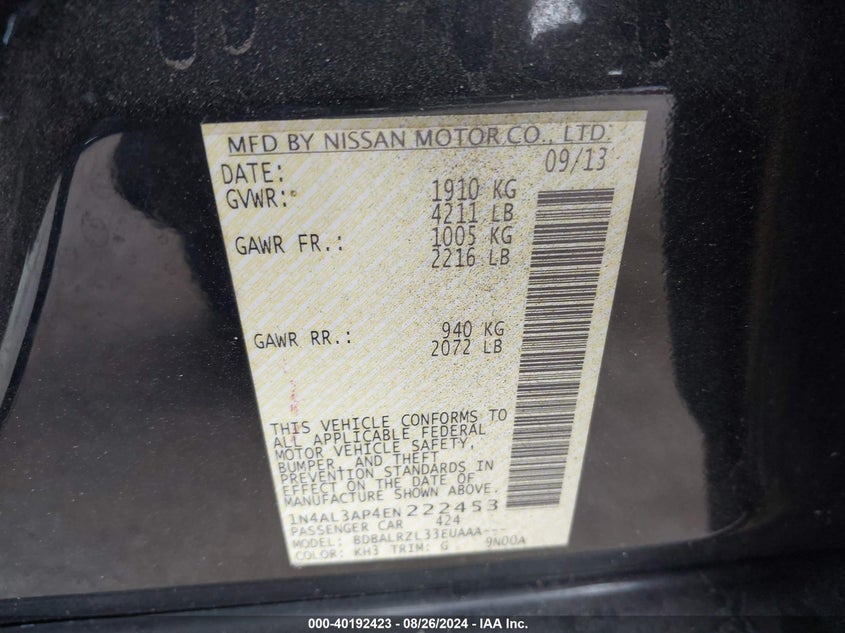 MFD BY NISSAN MOTOR CO., LTD.
DATE: 09/13
GVWR: 1910 KG
4211 LB
GAWR FR.: 1005 KG
2216 LB
GAWR RR.: 940 KG
2072 LB
THIS VEHICLE CONFORMS TO
ALL APPLICABLE FEDERAL
MOTOR VEHICLE SAFETY,
BUMPER, AND THEFT
PREVENTION STANDARDS IN
EFFECT ON THE DATE OF
MANUFACTURE SHOWN ABOVE.
1N4AL3AP4EN222453
PASSENGER CAR 424
MODEL: BDBALRZL33EUAAA---
COLOR: KH3 TRIM: G 9N00A
000-40192423 - 08/26/2024 - IAA Inc.